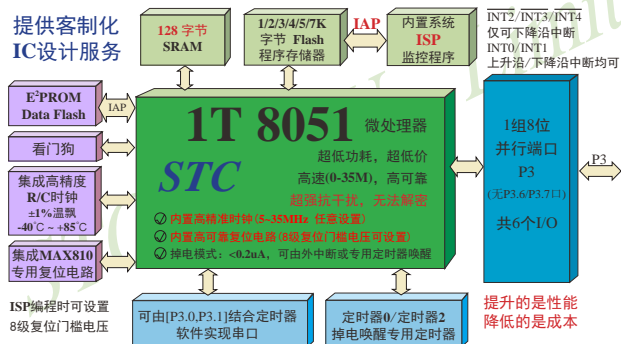 提供客制化
IC设计服务
128 字节
SRAM
1/2/3/4/5/7K
字节 Flash
程序存储器
IAP
内置系统
ISP
监控程序
INT2/INT3/INT4
仅可下降沿中断
INT0/INT1
上升沿/下降沿中断均可
E²PROM
Data Flash
IAP
看门狗
集成高精度
R/C时钟
±1%温飘
-40℃ ~ +85℃
集成MAX810
专用复位电路
ISP编程时可设置
8级复位门槛电压
1T 8051 微处理器
STC
超低功耗，超低价
高速(0-35M)，高可靠
超强抗干扰，无法解密
内置高精准时钟(5~35MHz 任意设置)
内置高可靠复位电路(8级复位门槛电压可设置)
掉电模式：<0.2uA，可由外中断或专用定时器唤醒
1组8位
并行端口
P3
(无P3.6/P3.7口)
共6个I/O
P3
可由[P3.0,P3.1]结合定时器
软件实现串口
定时器0/定时器2
掉电唤醒专用定时器
提升的是性能
降低的是成本